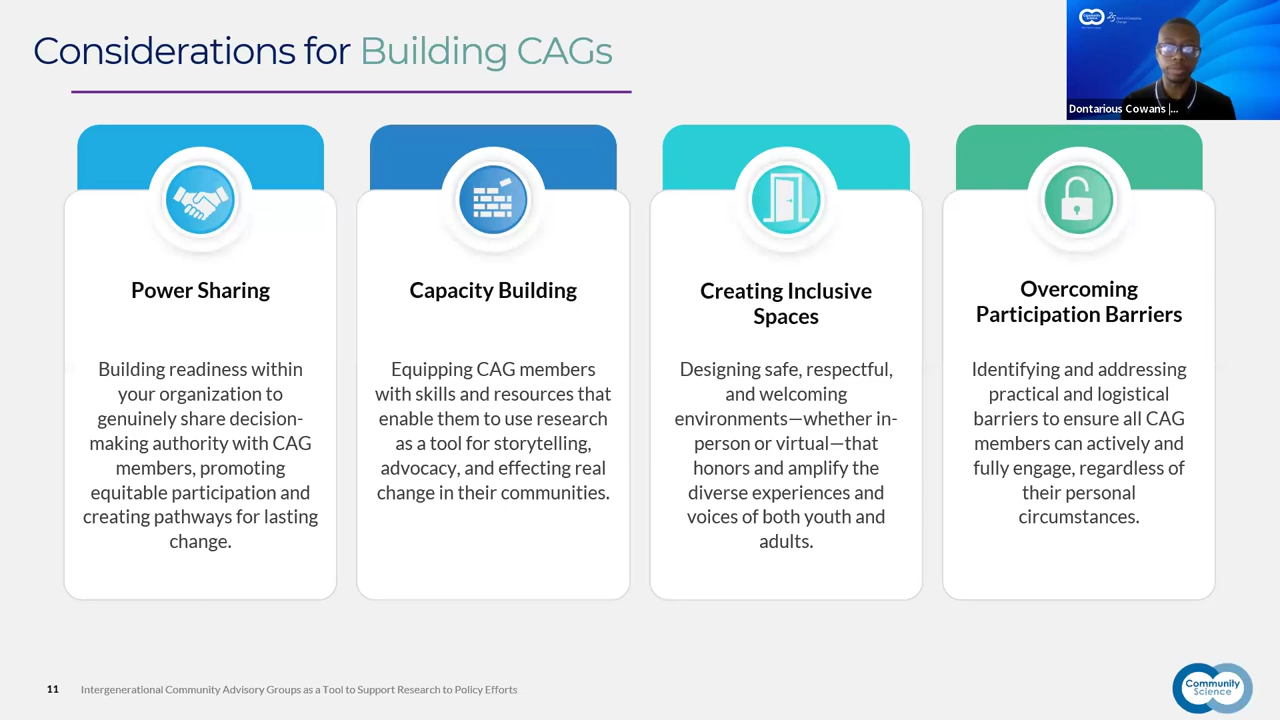 Considerations for Building CAGs
Community
Science
25
Dontarious Cowans |...
Power Sharing
Building readiness within
your organization to
genuinely share decision-
making authority with CAG
members, promoting
equitable participation and
creating pathways for lasting
change.
Capacity Building
Equipping CAG members
with skills and resources that
enable them to use research
as a tool for storytelling,
advocacy, and effecting real
change in their communities.
Creating Inclusive
Spaces
Designing safe, respectful,
and welcoming
environments—whether in-
person or virtual—that
honors and amplify the
diverse experiences and
voices of both youth and
adults.
Overcoming
Participation Barriers
Identifying and addressing
practical and logistical
barriers to ensure all CAG
members can actively and
fully engage, regardless of
their personal
circumstances.
11 Intergenerational Community Advisory Groups as a Tool to Support Research to Policy Efforts
Community
Science